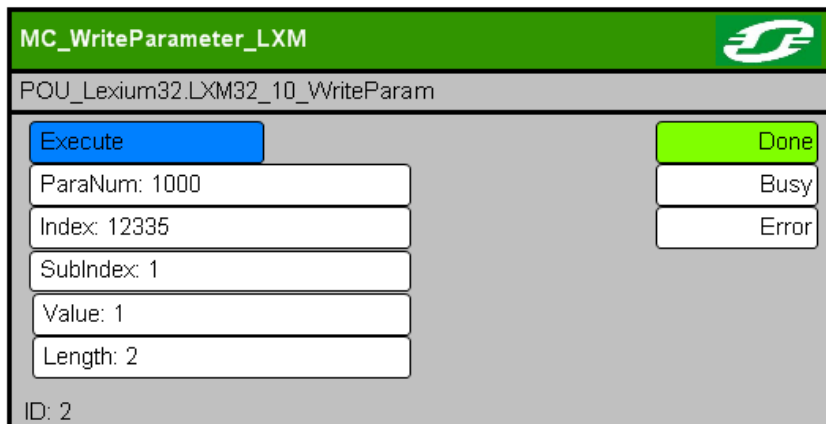 MC_WriteParameter_LXM
POU_Lexium32.LXM32_10_WriteParam
Execute
Done
ParaNum: 1000
Busy
Index: 12335
Error
SubIndex: 1
Value: 1
Length: 2
ID: 2